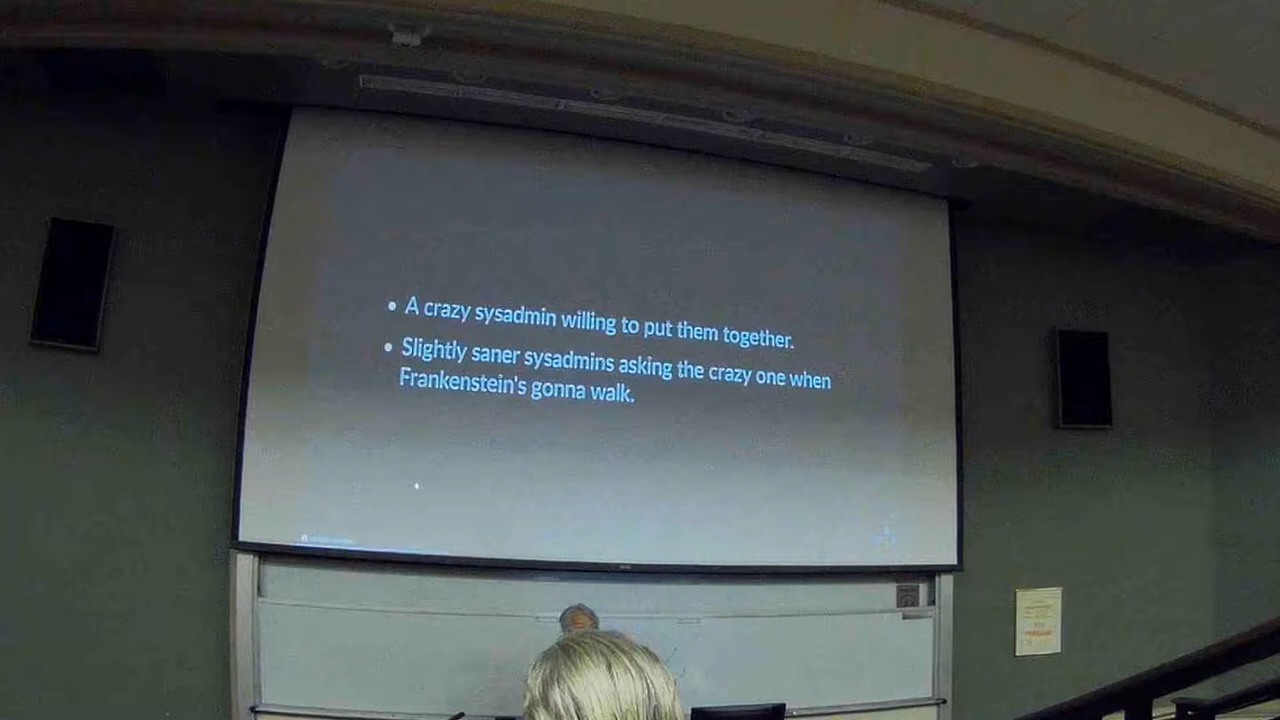 • A crazy sysadmin willing to put them together.
• Slightly saner sysadmins asking the crazy one when
Frankenstein's gonna walk.